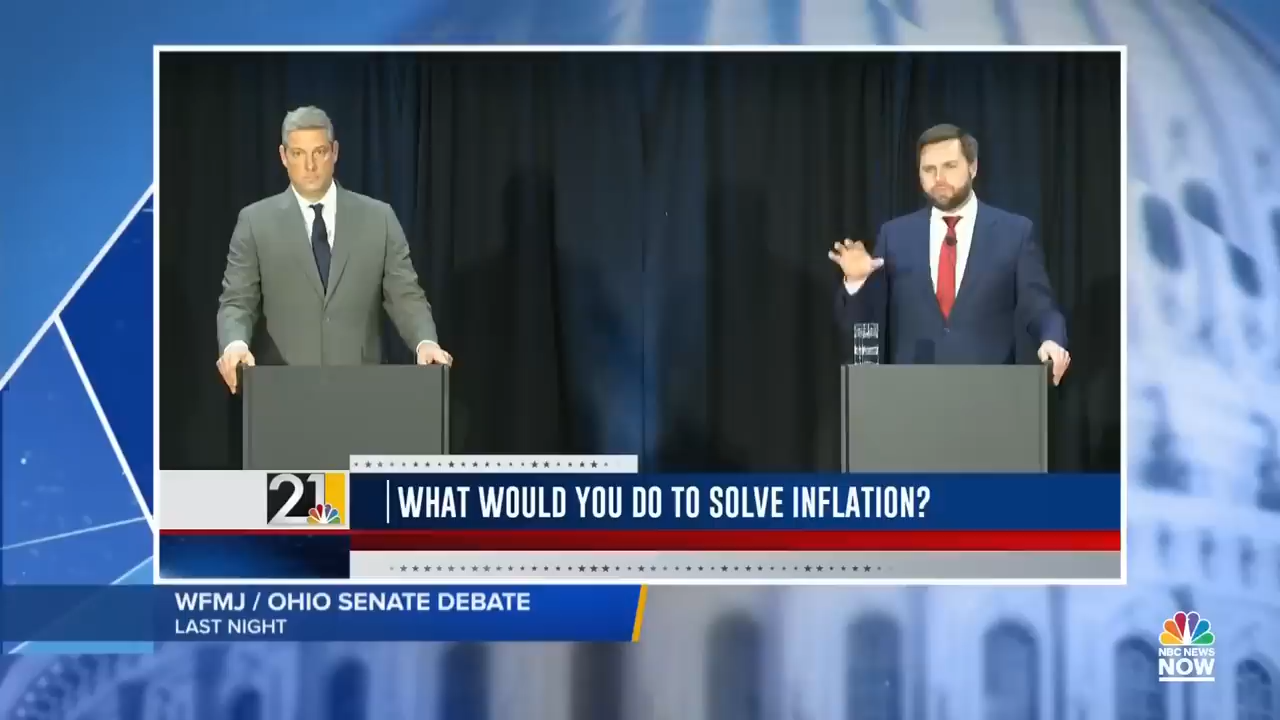 21
WHAT WOULD YOU DO TO SOLVE INFLATION?
WFMJ / OHIO SENATE DEBATE
LAST NIGHT
NBC NEWS
NOW